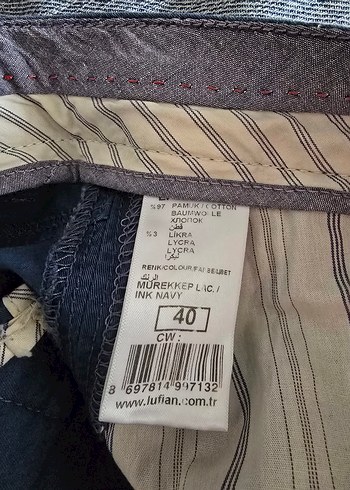 %97 PAMUK / COTTON
BAUMWOLLE
ХЛОПОК
قطن
%3 LİKRA
LYCRA
LYCRA
ليكرا
RENK/COLOUR/
MÜREKKEP LAC. /
INK NAVY
40
CW :
8 697814 997132
www.lufian.com.tr